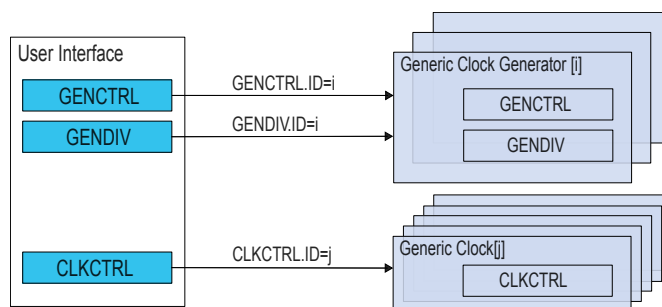 User Interface
GENCTRL
GENDIV
CLKCTRL
GENCTRL.ID=i
GENDIV.ID=i
CLKCTRL.ID=j
Generic Clock Generator [i]
GENCTRL
GENDIV
Generic Clock[j]
CLKCTRL